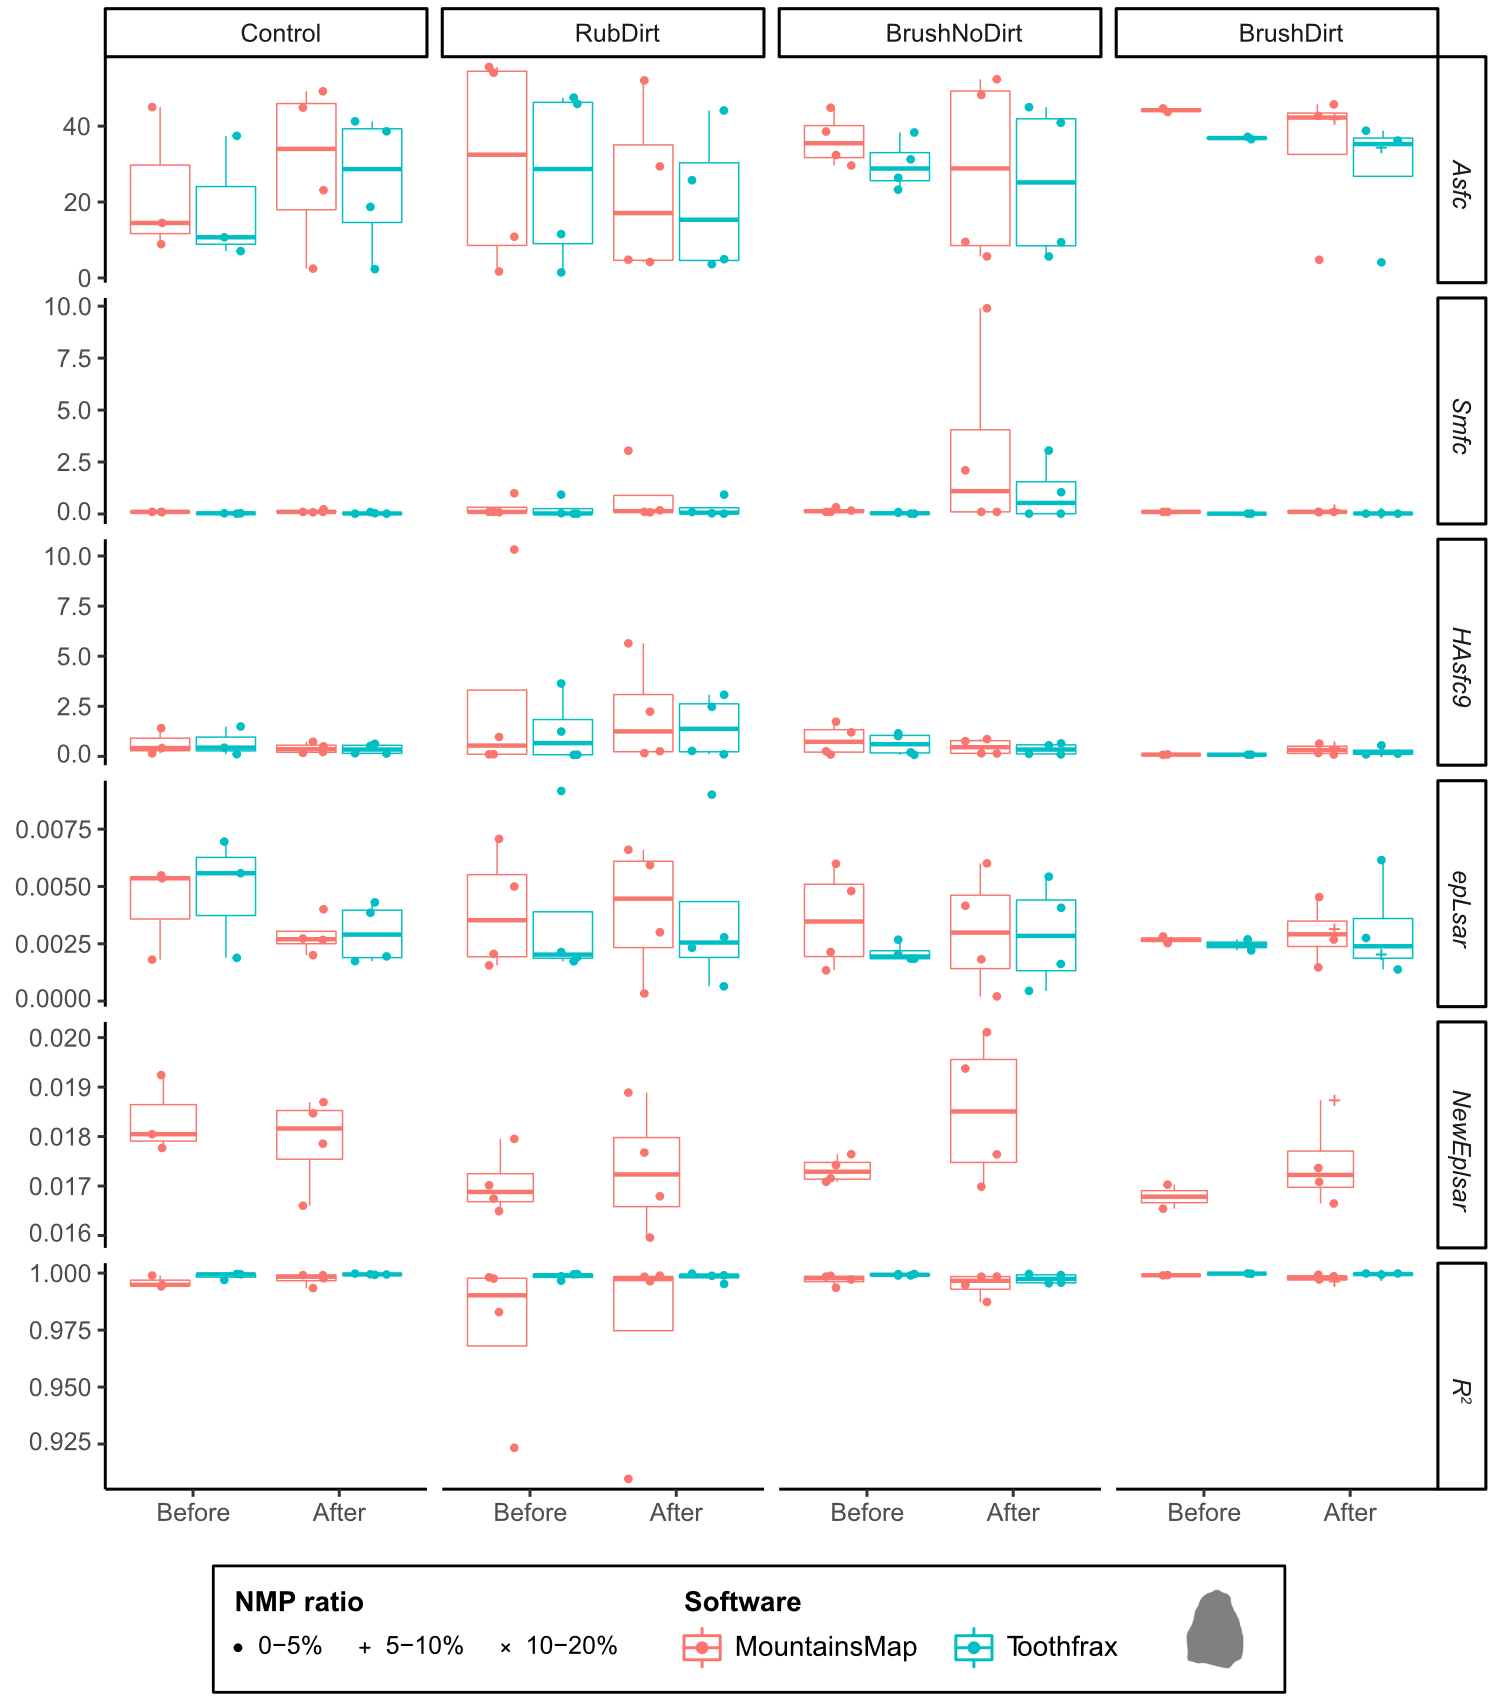 Control RubDirt BrushNoDirt BrushDirt
40
20
0
Asfc
10.0
7.5
5.0
2.5
0.0
Smfc
10.0
7.5
5.0
2.5
0.0
HAsfc9
0.0075
0.0050
0.0025
0.0000
epLsar
0.020
0.019
0.018
0.017
0.016
NewEplsar
1.000
0.975
0.950
0.925
R²
Before After Before After Before After Before After
NMP ratio Software
0−5% 5−10% 10−20% MountainsMap Toothfrax